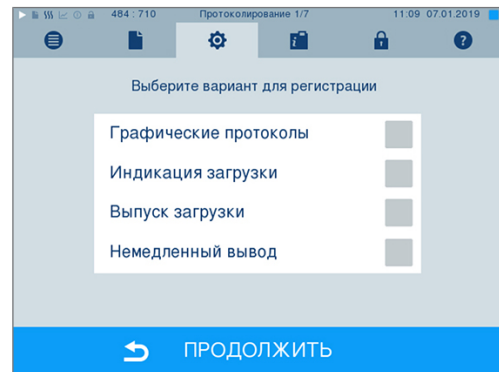 484 : 710 Протоколирование 1/7 11:09 07.01.2019
Выберите вариант для регистрации
Графические протоколы
Индикация загрузки
Выпуск загрузки
Немедленный вывод
ПРОДОЛЖИТЬ